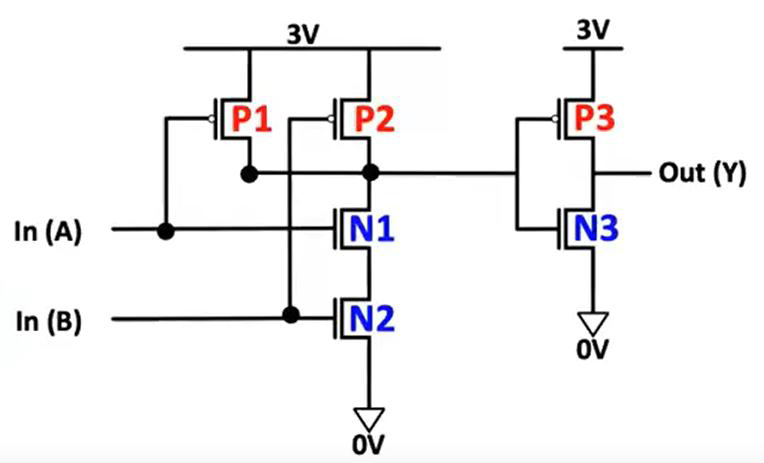 3V
3V
P1
P2
P3
Out (Y)
In (A)
N1
N3
In (B)
N2
0V
0V